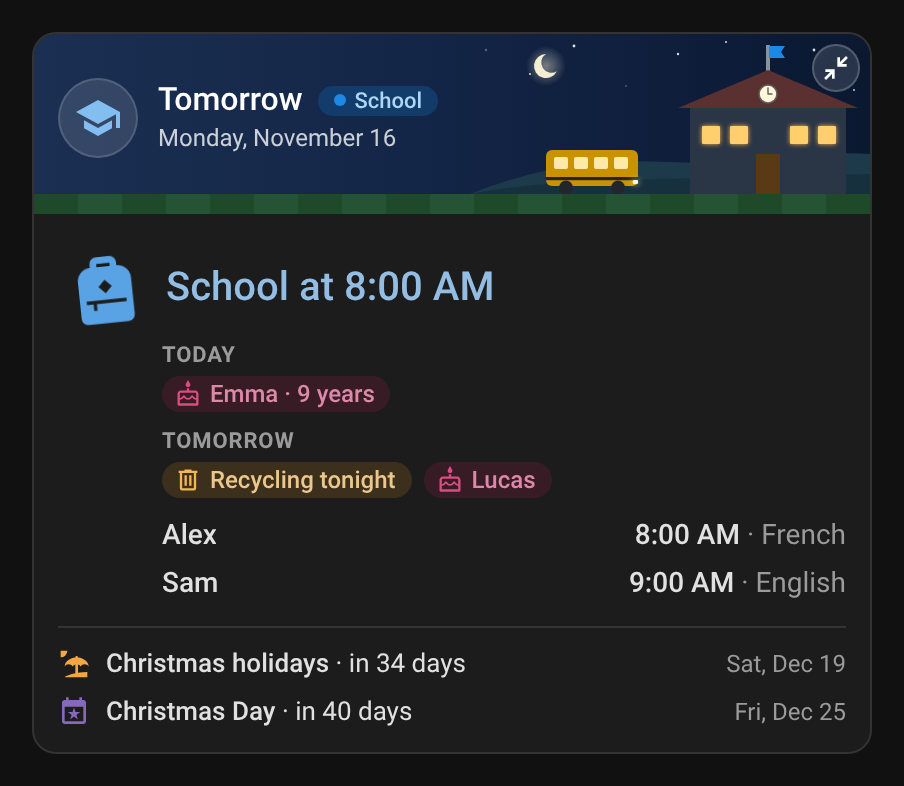 Tomorrow School
Monday, November 16
School at 8:00 AM
TODAY
Emma · 9 years
TOMORROW
Recycling tonight Lucas
Alex 8:00 AM · French
Sam 9:00 AM · English
Christmas holidays · in 34 days Sat, Dec 19
Christmas Day · in 40 days Fri, Dec 25